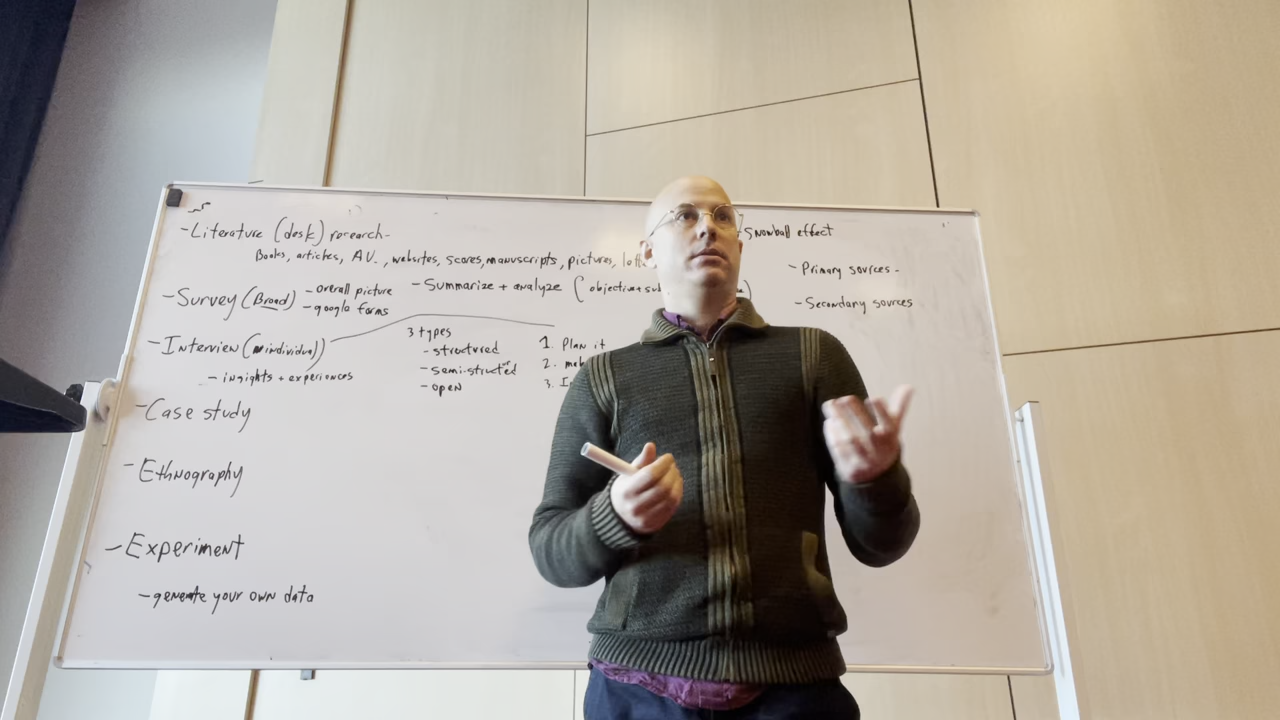 - Literature (desk) research -
Books, articles, AV.., websites, scores, manuscripts, pictures,
Snowball effect
- Primary sources -
- Secondary sources
- Survey (Broad)
- overall picture
- google forms
- Summarize + analyze (objective +
- Interview (individual)
- insights + experiences
3 types
- structured
- semi-structured
- open
1. Plan it
2.
3.
- Case study
- Ethnography
- Experiment
- generate your own data